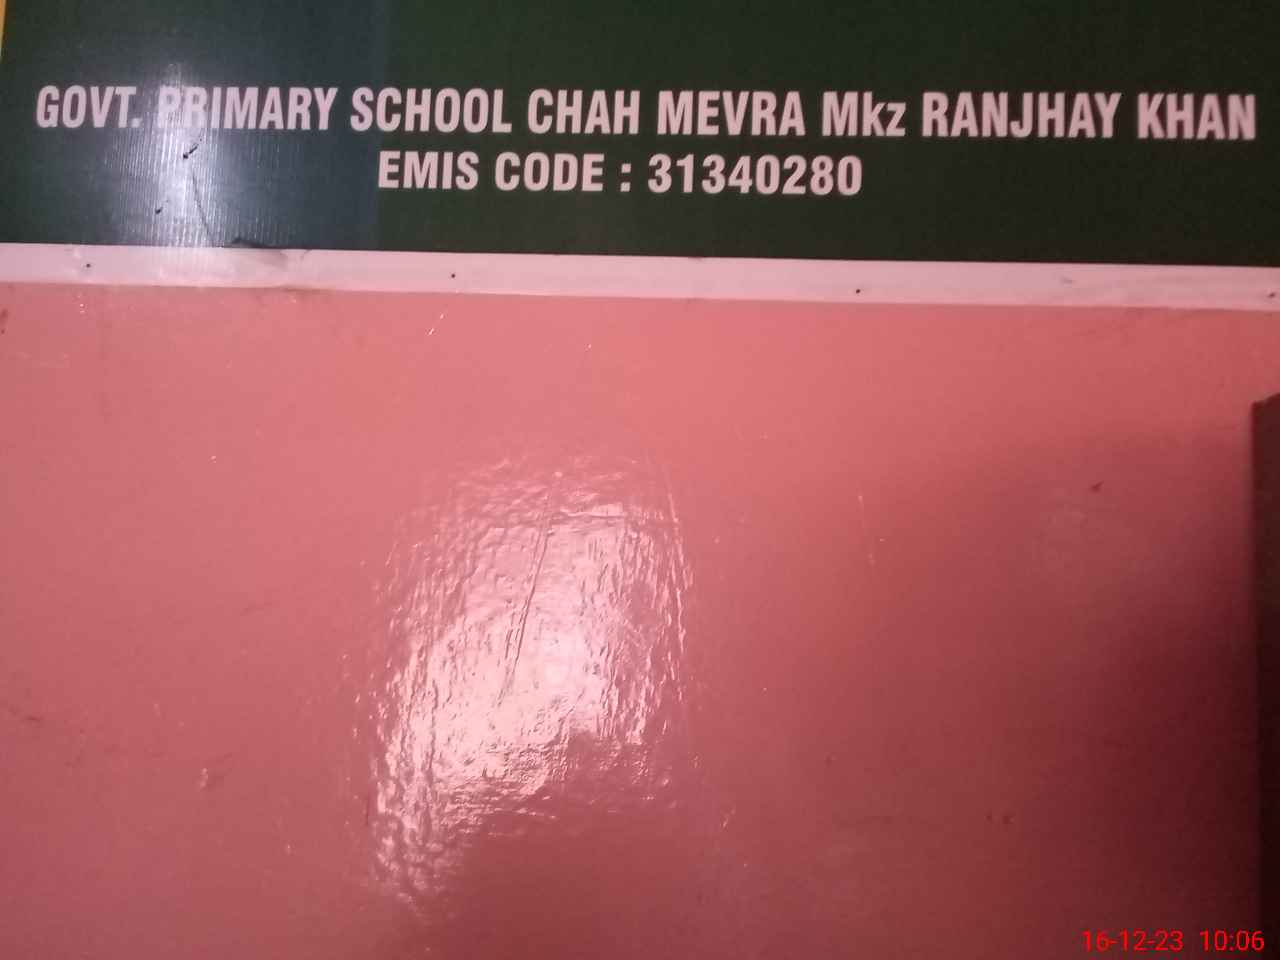 GOVT. PRIMARY SCHOOL CHAH MEVRA Mkz RANJHAY KHAN
EMIS CODE : 31340280
16-12-23 10:06